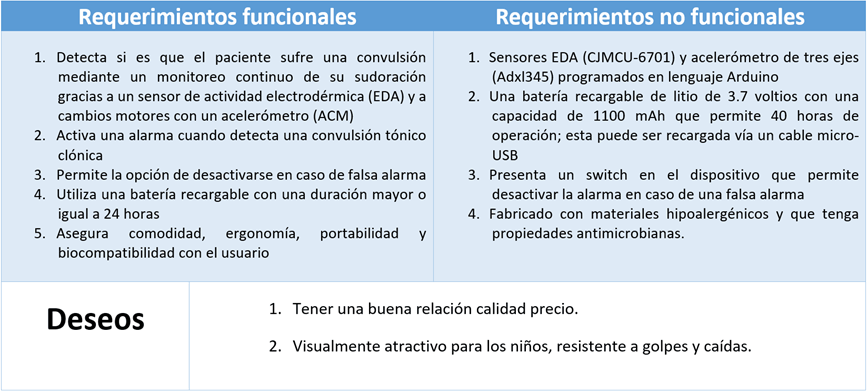 Requerimientos funcionales
1. Detecta si es que el paciente sufre una convulsión
mediante un monitoreo continuo de su sudoración
gracias a un sensor de actividad electrodérmica (EDA) y a
cambios motores con un acelerómetro (ACM)
2. Activa una alarma cuando detecta una convulsión tónico
clónica
3. Permite la opción de desactivarse en caso de falsa alarma
4. Utiliza una batería recargable con una duración mayor o
igual a 24 horas
5. Asegura comodidad, ergonomía, portabilidad y
biocompatibilidad con el usuario
Requerimientos no funcionales
1. Sensores EDA (CJMCU-6701) y acelerómetro de tres ejes
(Adxl345) programados en lenguaje Arduino
2. Una batería recargable de litio de 3.7 voltios con una
capacidad de 1100 mAh que permite 40 horas de
operación; esta puede ser recargada vía un cable micro-
USB
3. Presenta un switch en el dispositivo que permite
desactivar la alarma en caso de una falsa alarma
4. Fabricado con materiales hipoalergénicos y que tenga
propiedades antimicrobianas.
Deseos
1. Tener una buena relación calidad precio.
2. Visualmente atractivo para los niños, resistente a golpes y caídas.